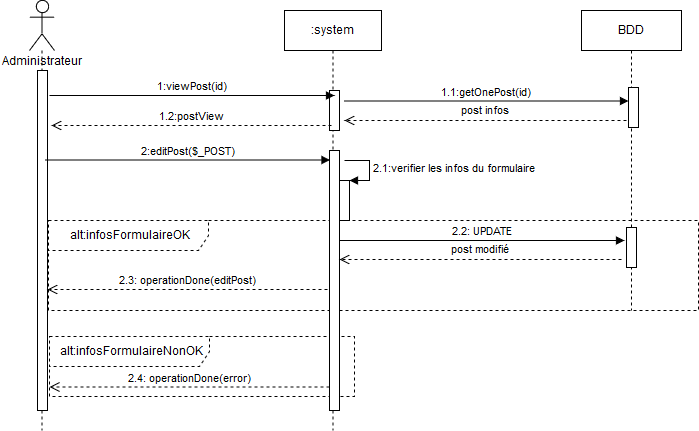 :system
BDD
Administrateur
1:viewPost(id)
1.1:getOnePost(id)
post infos
1.2:postView
2:editPost($_POST)
2.1:verifier les infos du formulaire
alt:infosFormulaireOK
2.2: UPDATE
post modifié
2.3: operationDone(editPost)
alt:infosFormulaireNonOK
2.4: operationDone(error)